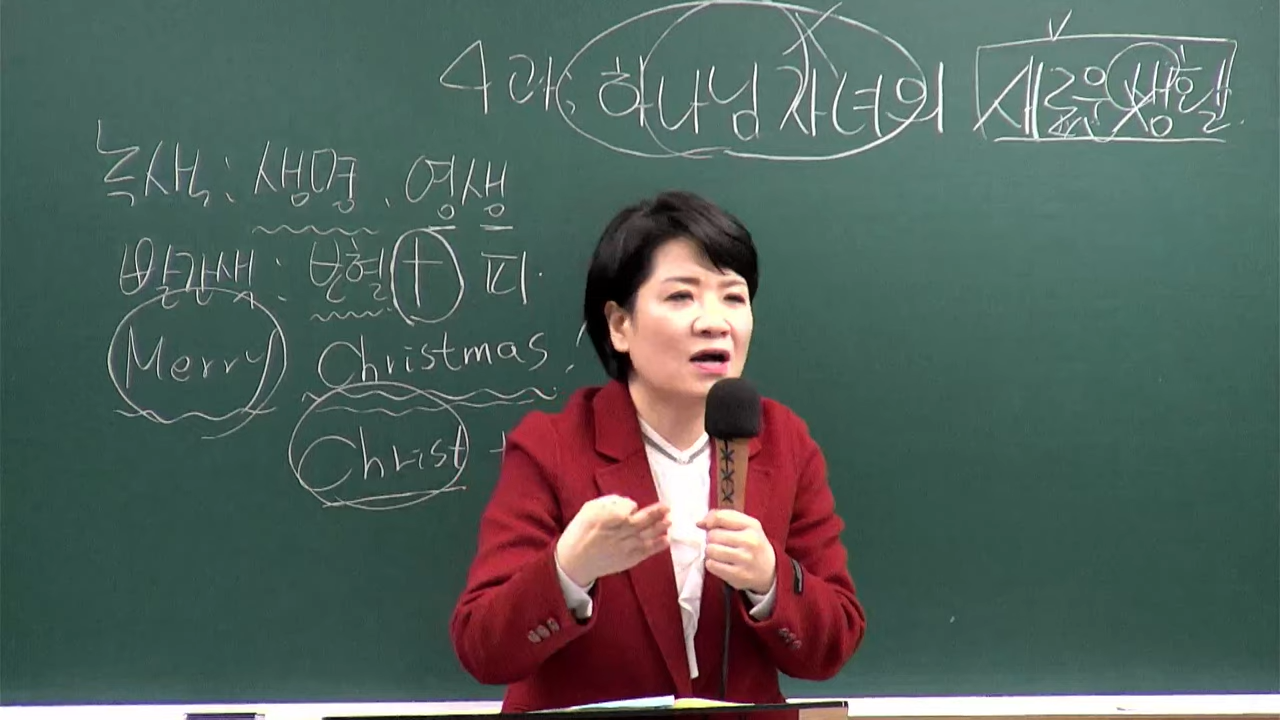 4과. 하나님 자녀의 새로운 생활.
녹색: 생명. 영생
빨간색: 보혈 피.
Merry Christmas!
Christ +